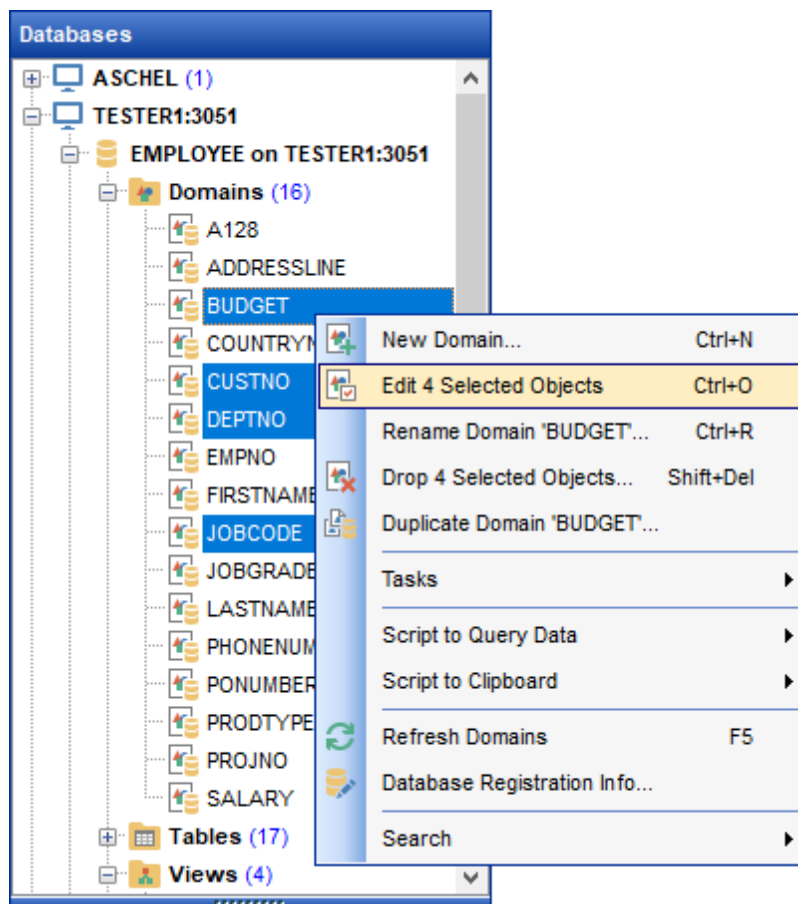 Databases
ASCHEL (1)
TESTER1:3051
EMPLOYEE on TESTER1:3051
Domains (16)
A128
ADDRESSLINE
BUDGET
COUNTRYN
CUSTNO
DEPTNO
EMPNO
FIRSTNAME
JOBCODE
JOBGRADE
LASTNAME
PHONENUM
PONUMBER
PRODTYPE
PROJNO
SALARY
Tables (17)
Views (4)
New Domain... Ctrl+N
Edit 4 Selected Objects Ctrl+O
Rename Domain 'BUDGET'... Ctrl+R
Drop 4 Selected Objects... Shift+Del
Duplicate Domain 'BUDGET'...
Tasks
Script to Query Data
Script to Clipboard
Refresh Domains F5
Database Registration Info...
Search